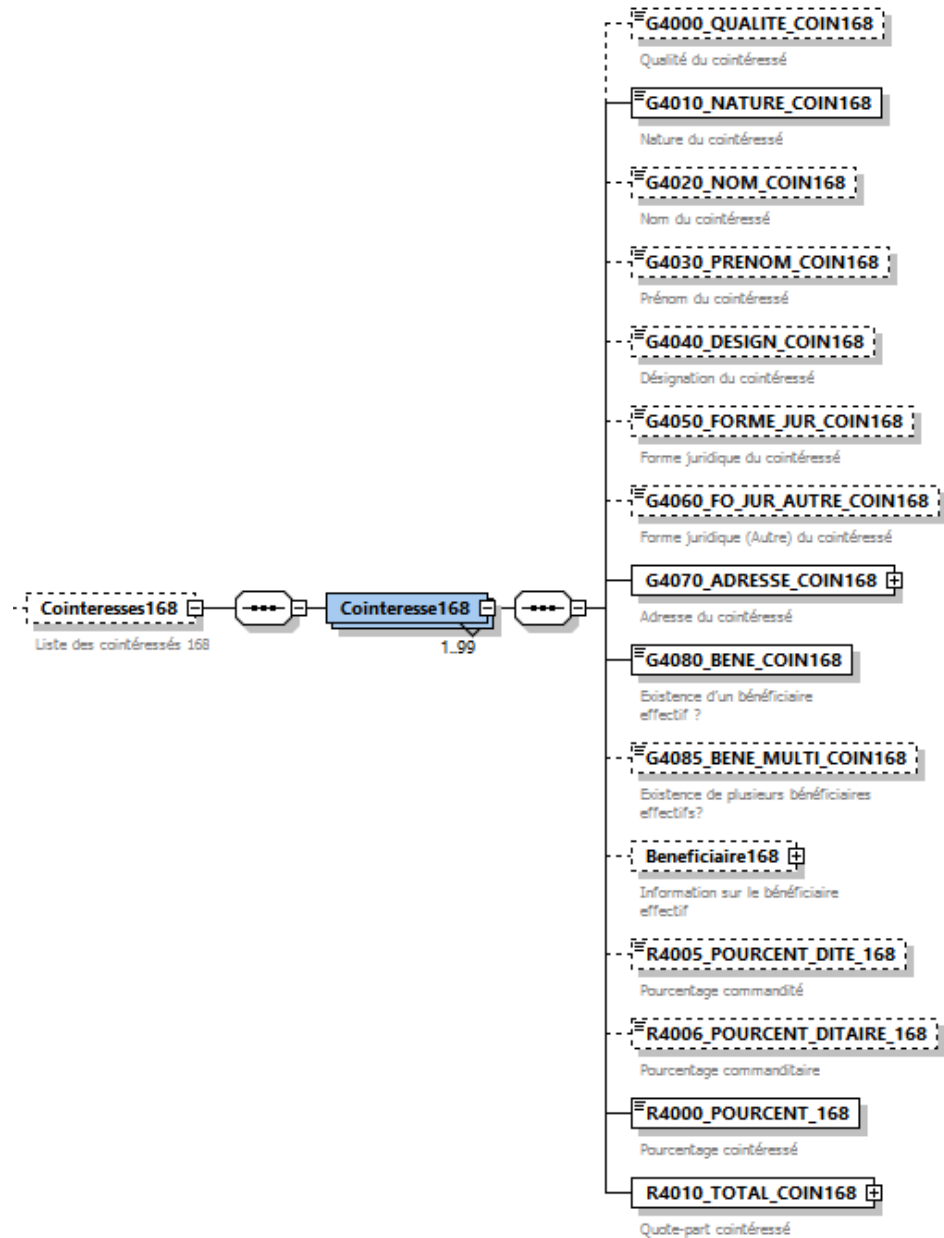 G4000_QUALITE_COIN168
Qualité du cointéressé
G4010_NATURE_COIN168
Nature du cointéressé
G4020_NOM_COIN168
Nom du cointéressé
G4030_PRENOM_COIN168
Prénom du cointéressé
G4040_DESIGN_COIN168
Désignation du cointéressé
G4050_FORME_JUR_COIN168
Forme juridique du cointéressé
G4060_FO_JUR_AUTRE_COIN168
Forme juridique (Autre) du cointéressé
Cointeresses168
Liste des cointéressés 168
Cointeresse168
1..99
G4070_ADRESSE_COIN168
Adresse du cointéressé
G4080_BENE_COIN168
Existence d'un bénéficiaire
effectif ?
G4085_BENE_MULTI_COIN168
Existence de plusieurs bénéficiaires
effectifs?
Beneficiaire168
Information sur le bénéficiaire
effectif
R4005_POURCENT_DITE_168
Pourcentage commandité
R4006_POURCENT_DITAIRE_168
Pourcentage commanditaire
R4000_POURCENT_168
Pourcentage cointéressé
R4010_TOTAL_COIN168
Quote-part cointéressé